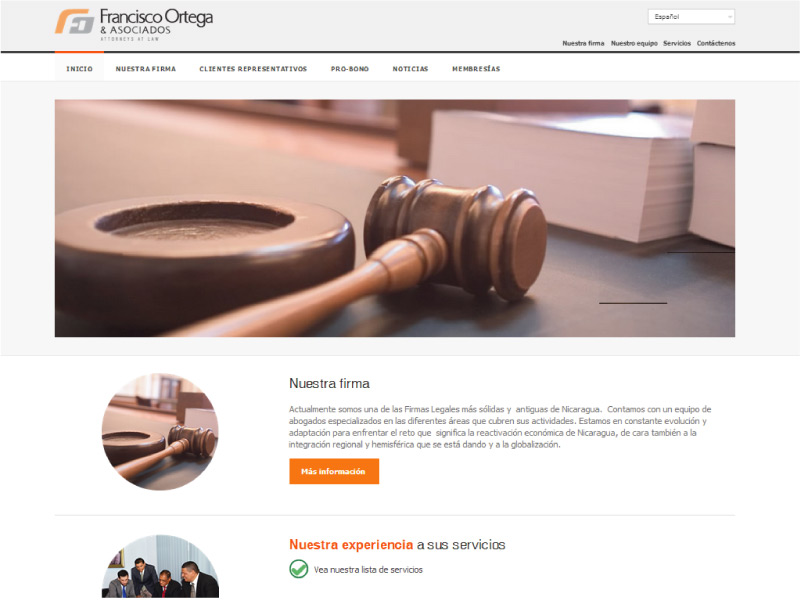 Francisco Ortega
& ASOCIADOS
ATTORNEYS AT LAW
Español
Nuestra firma Nuestro equipo Servicios Contáctenos
INICIO NUESTRA FIRMA CLIENTES REPRESENTATIVOS PRO-BONO NOTICIAS MEMBRESÍAS
Nuestra firma
Actualmente somos una de las Firmas Legales más sólidas y antiguas de Nicaragua. Contamos con un equipo de
abogados especializados en las diferentes áreas que cubren sus actividades. Estamos en constante evolución y
adaptación para enfrentar el reto que significa la reactivación económica de Nicaragua, de cara también a la
integración regional y hemisférica que se está dando y a la globalización.
Más información
Nuestra experiencia a sus servicios
Vea nuestra lista de servicios